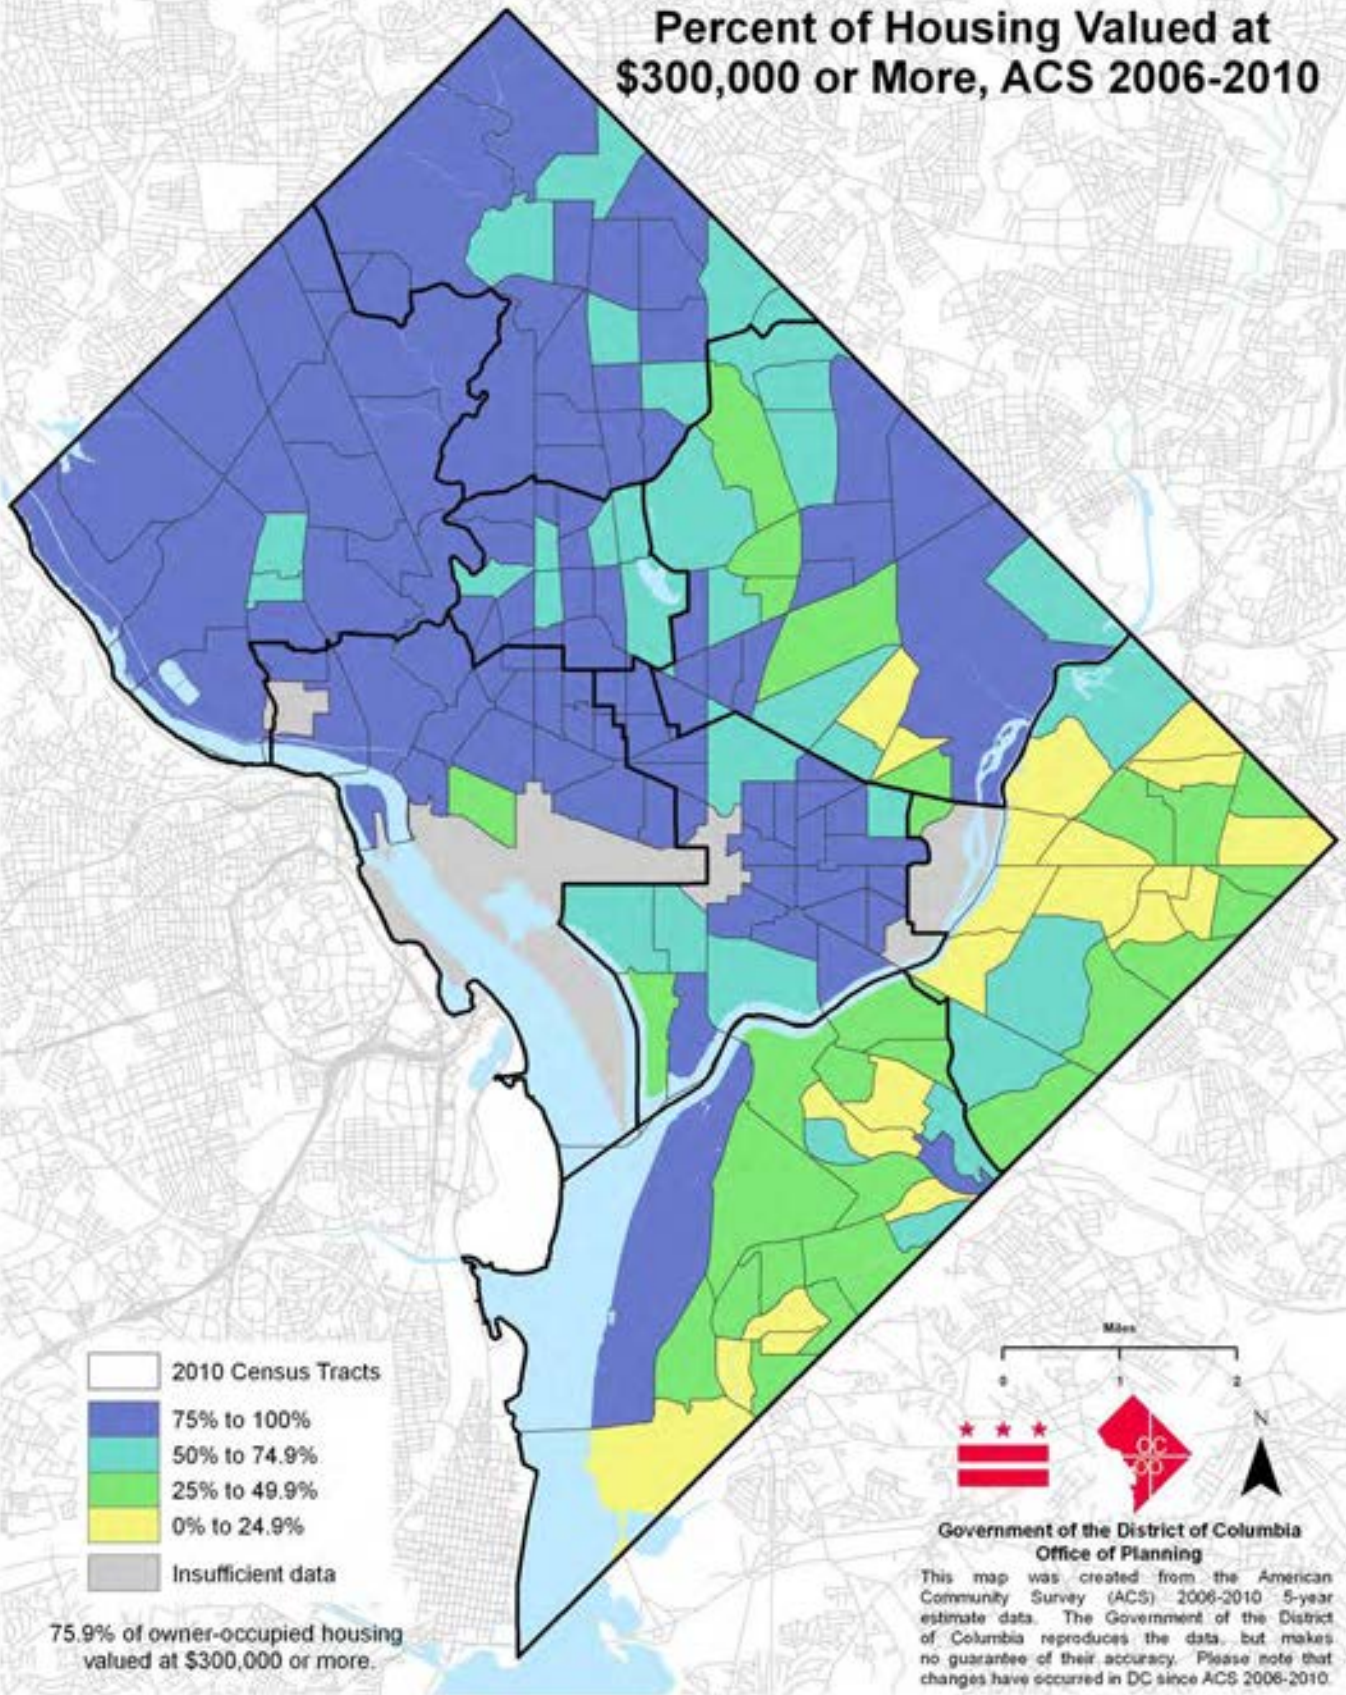 Percent of Housing Valued at
$300,000 or More, ACS 2006-2010
2010 Census Tracts
75% to 100%
50% to 74.9%
25% to 49.9%
0% to 24.9%
Insufficient data
75.9% of owner-occupied housing
valued at $300,000 or more.
Miles
0 1 2
N
Government of the District of Columbia
Office of Planning
This map was created from the American
Community Survey (ACS) 2006-2010 5-year
estimate data. The Government of the District
of Columbia reproduces the data, but makes
no guarantee of their accuracy. Please note that
changes have occurred in DC since ACS 2006-2010.